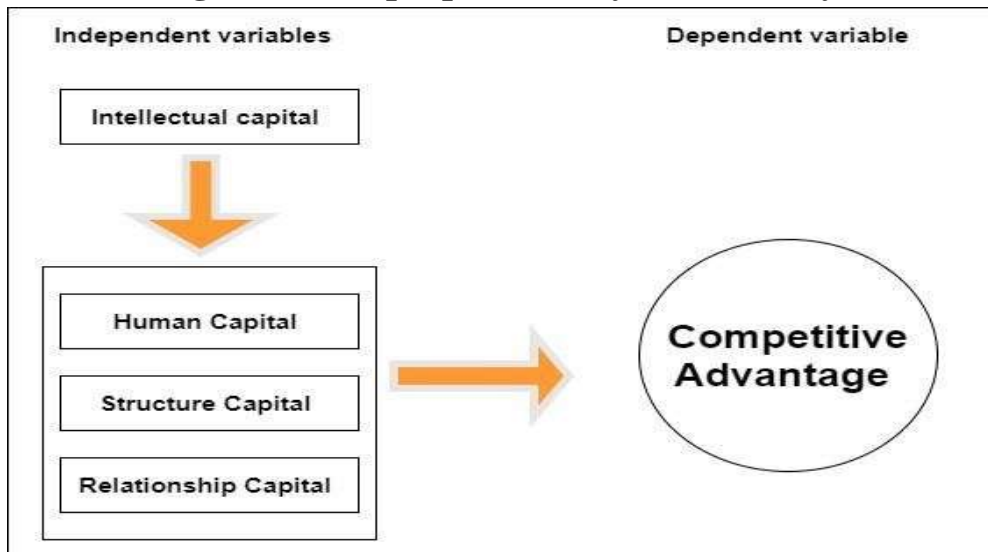 Independent variables
Dependent variable
Intellectual capital
Human Capital
Structure Capital
Relationship Capital
Competitive
Advantage